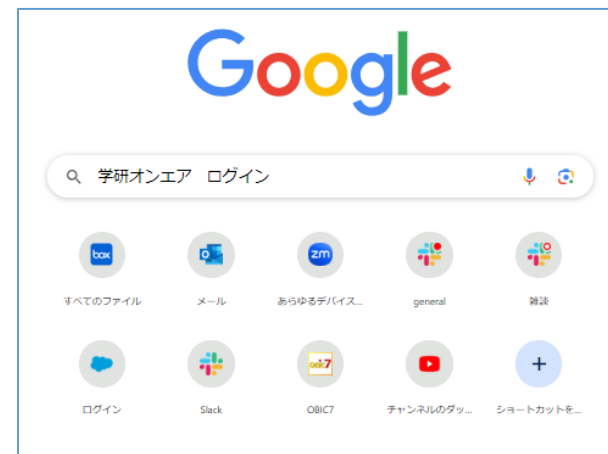 Google
学研オンエア　ログイン
box
zm
すべてのファイル
メール
あらゆるデバイス...
general
雑談
OBIC7
ログイン
Slack
OBIC7
チャンネルのダッ...
ショートカットを...